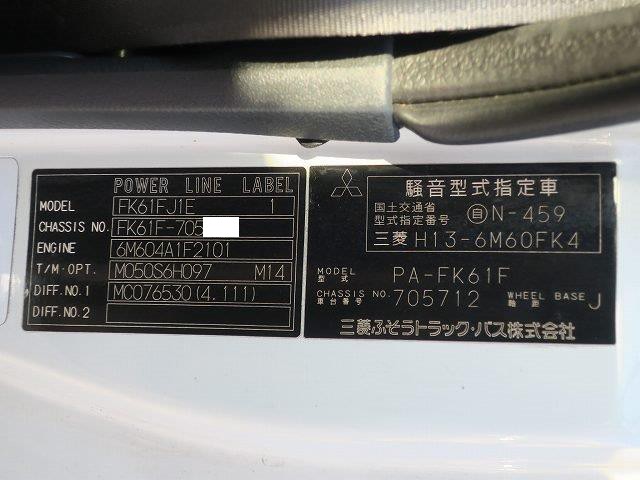 POWER LINE LABEL
MODEL FK61FJ1E 1
CHASSIS NO. FK61F-705
ENGINE 6M604A1F2101
T/M・OPT. M050S6H097 M14
DIFF.NO.1 MC076530(4.111)
DIFF.NO.2
騒音型式指定車
国土交通省
型式指定番号 自 N-459
三菱 H13-6M60FK4
MODEL
型式 PA-FK61F
CHASSIS NO.
車台番号 705712 WHEEL BASE
軸距 J
三菱ふそうトラック・バス株式会社